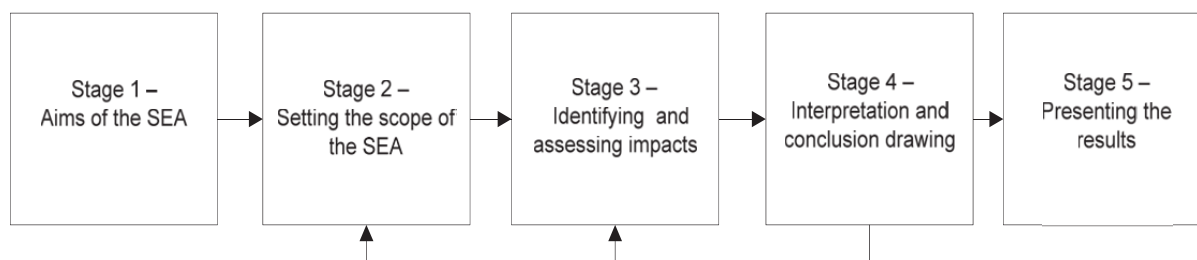 Stage 1 –
Aims of the SEA
Stage 2 –
Setting the scope of
the SEA
Stage 3 –
Identifying and
assessing impacts
Stage 4 –
Interpretation and
conclusion drawing
Stage 5 –
Presenting the
results